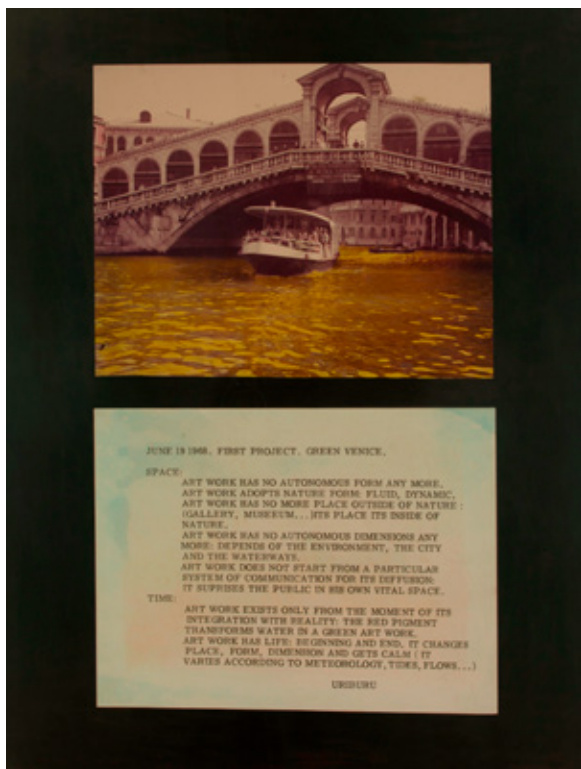 JUNE 19 1968. FIRST PROJECT. GREEN VENICE.
SPACE:
ART WORK HAS NO AUTONOMOUS FORM ANY MORE.
ART WORK ADOPTS NATURE FORM: FLUID, DYNAMIC,
ART WORK HAS NO MORE PLACE OUTSIDE OF NATURE :
(GALLERY, MUSEEUM...)ITS PLACE ITS INSIDE OF
NATURE.
ART WORK HAS NO AUTONOMOUS DIMENSIONS ANY
MORE: DEPENDS OF THE ENVIRONMENT, THE CITY
AND THE WATERWAYS.
ART WORK DOES NOT START FROM A PARTICULAR
SYSTEM OF COMMUNICATION FOR ITS DIFFUSION:
IT SUPRISES THE PUBLIC IN HIS OWN VITAL SPACE.
TIME:
ART WORK EXISTS ONLY FROM THE MOMENT OF ITS
INTEGRATION WITH REALITY: THE RED PIGMENT
TRANSFORMS WATER IN A GREEN ART WORK.
ART WORK HAS LIFE: BEGINNING AND END. IT CHANGES
PLACE, FORM, DIMENSION AND GETS CALM ( IT
VARIES ACCORDING TO METEOROLOGY, TIDES, FLOWS...)
URIBURU